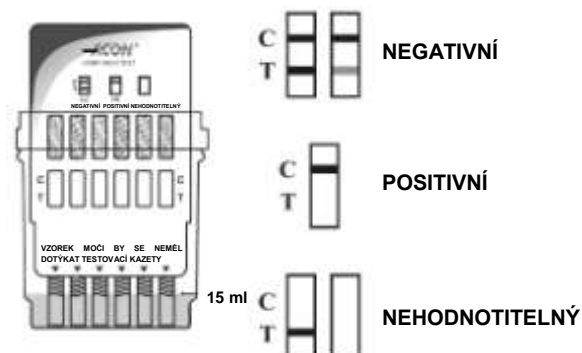 ACON
NEGATIVNÍ POSITIVNÍ NEHODNOTITELNÝ
C C
T T
VZOREK MOČI BY SE NEMĚL
DOTÝKAT TESTOVACÍ KAZETY
15 ml
C
T
NEGATIVNÍ
C
T
POSITIVNÍ
C
T
NEHODNOTITELNÝ